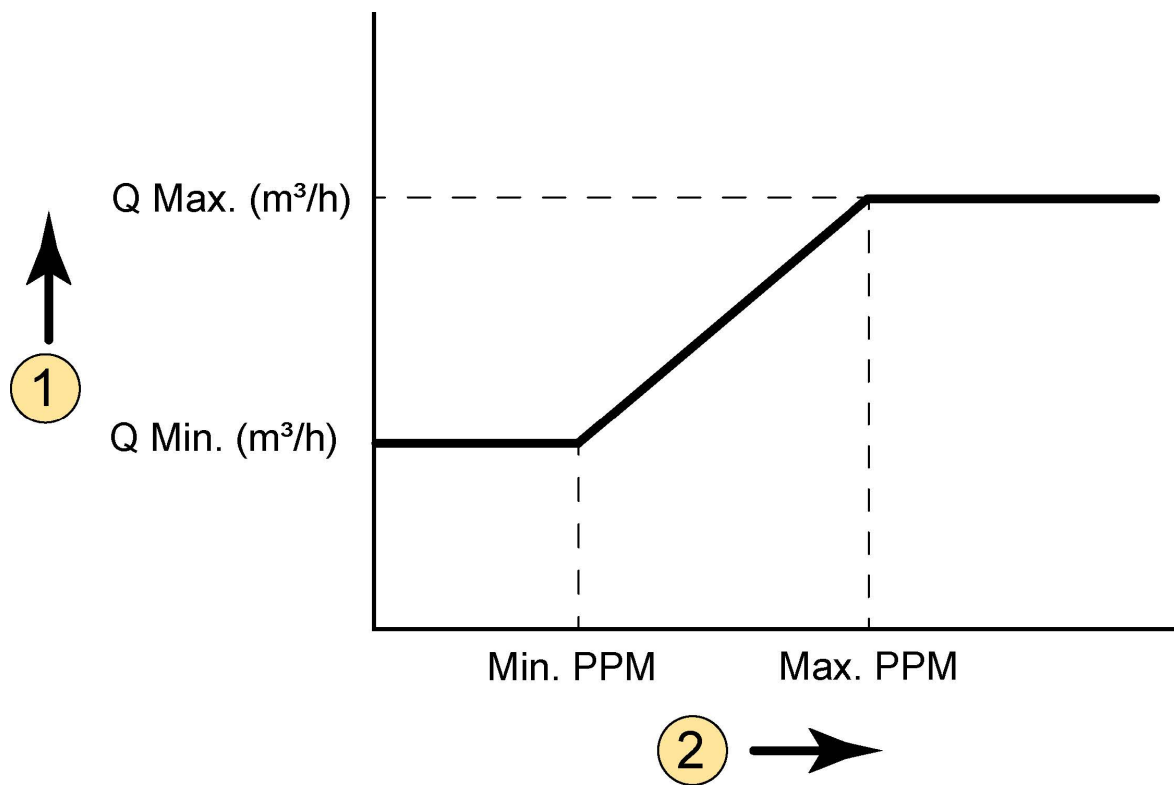 Q Max. (m³/h)
1
Q Min. (m³/h)
Min. PPM
Max. PPM
2